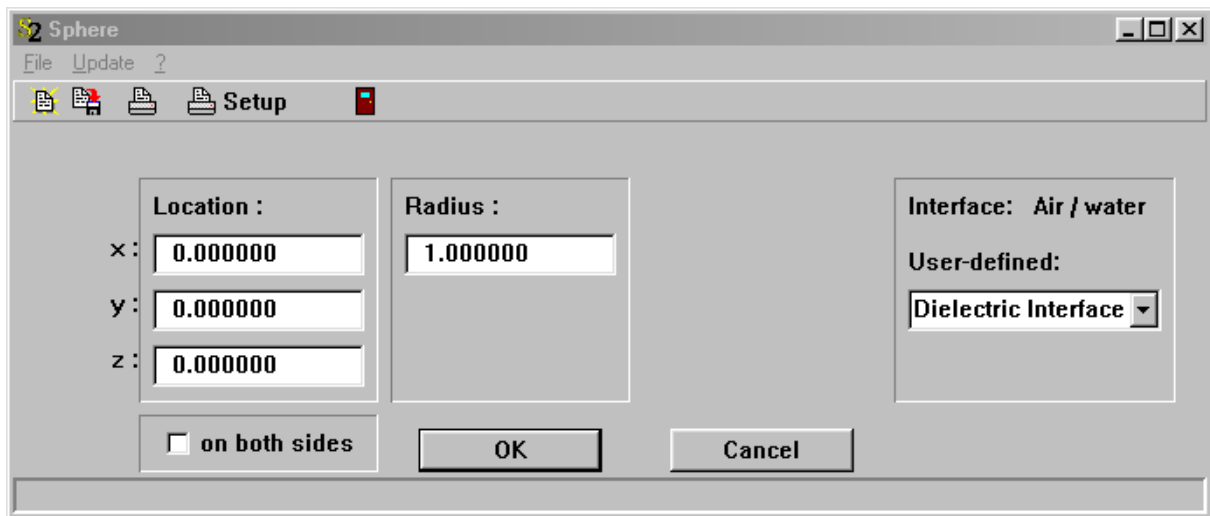 S2 Sphere
File Update ?
Setup
Location :
x: 0.000000
y: 0.000000
z: 0.000000
Radius :
1.000000
Interface: Air / water
User-defined:
Dielectric Interface
on both sides
OK
Cancel